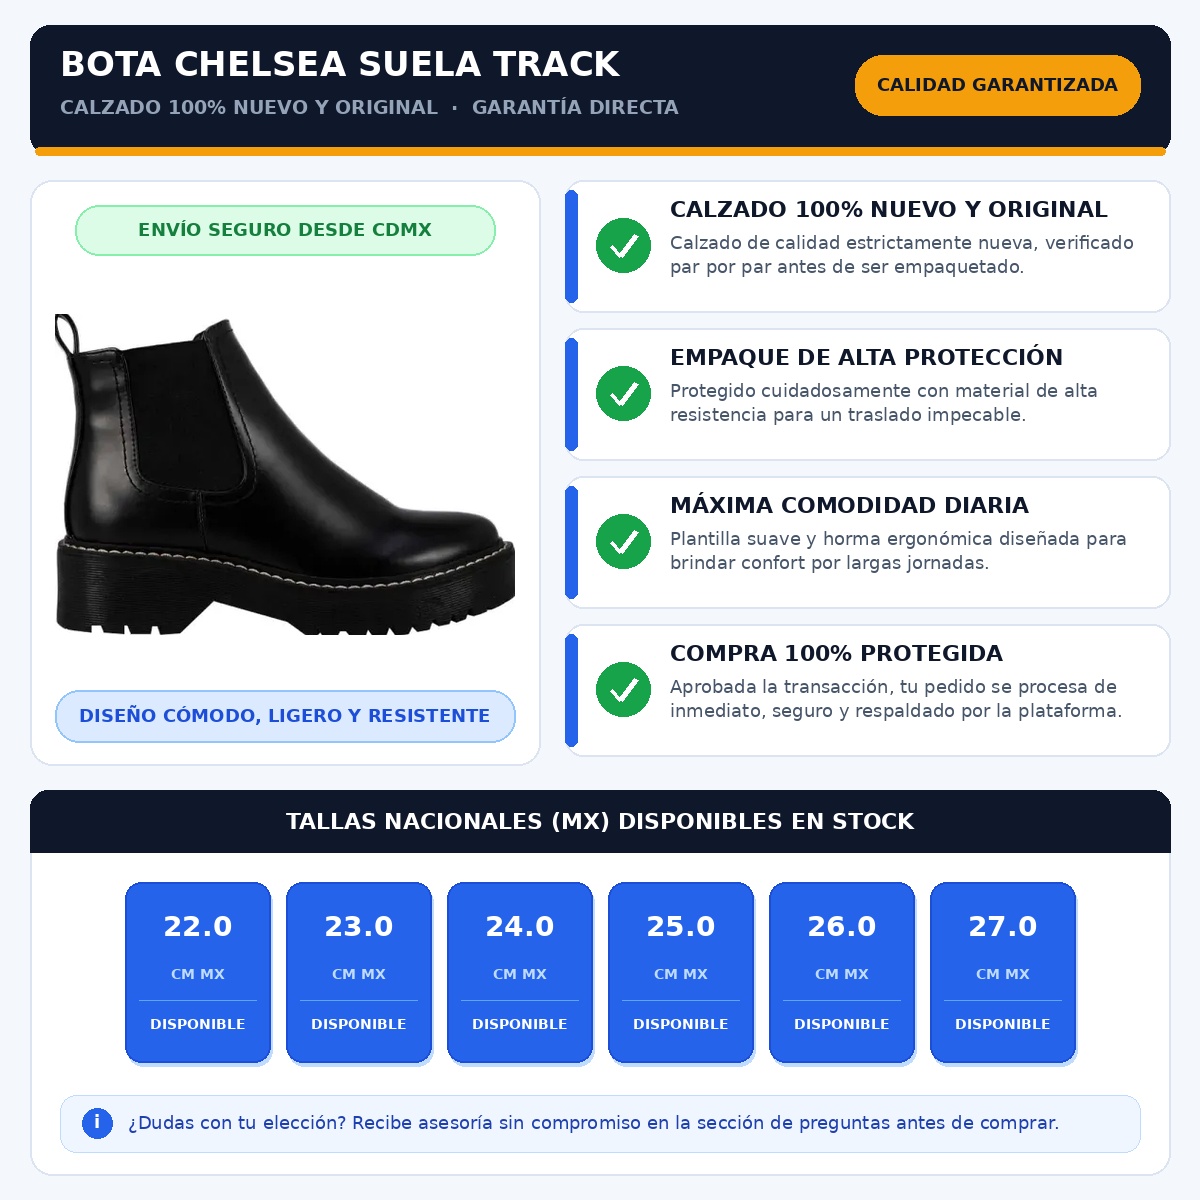 BOTA CHELSEA SUELA TRACK
CALZADO 100% NUEVO Y ORIGINAL · GARANTÍA DIRECTA
CALIDAD GARANTIZADA
ENVÍO SEGURO DESDE CDMX
DISEÑO CÓMODO, LIGERO Y RESISTENTE
CALZADO 100% NUEVO Y ORIGINAL
Calzado de calidad estrictamente nueva, verificado
par por par antes de ser empaquetado.
EMPAQUE DE ALTA PROTECCIÓN
Protegido cuidadosamente con material de alta
resistencia para un traslado impecable.
MÁXIMA COMODIDAD DIARIA
Plantilla suave y horma ergonómica diseñada para
brindar confort por largas jornadas.
COMPRA 100% PROTEGIDA
Aprobada la transacción, tu pedido se procesa de
inmediato, seguro y respaldado por la plataforma.
TALLAS NACIONALES (MX) DISPONIBLES EN STOCK
22.0
CM MX
DISPONIBLE
23.0
CM MX
DISPONIBLE
24.0
CM MX
DISPONIBLE
25.0
CM MX
DISPONIBLE
26.0
CM MX
DISPONIBLE
27.0
CM MX
DISPONIBLE
i ¿Dudas con tu elección? Recibe asesoría sin compromiso en la sección de preguntas antes de comprar.